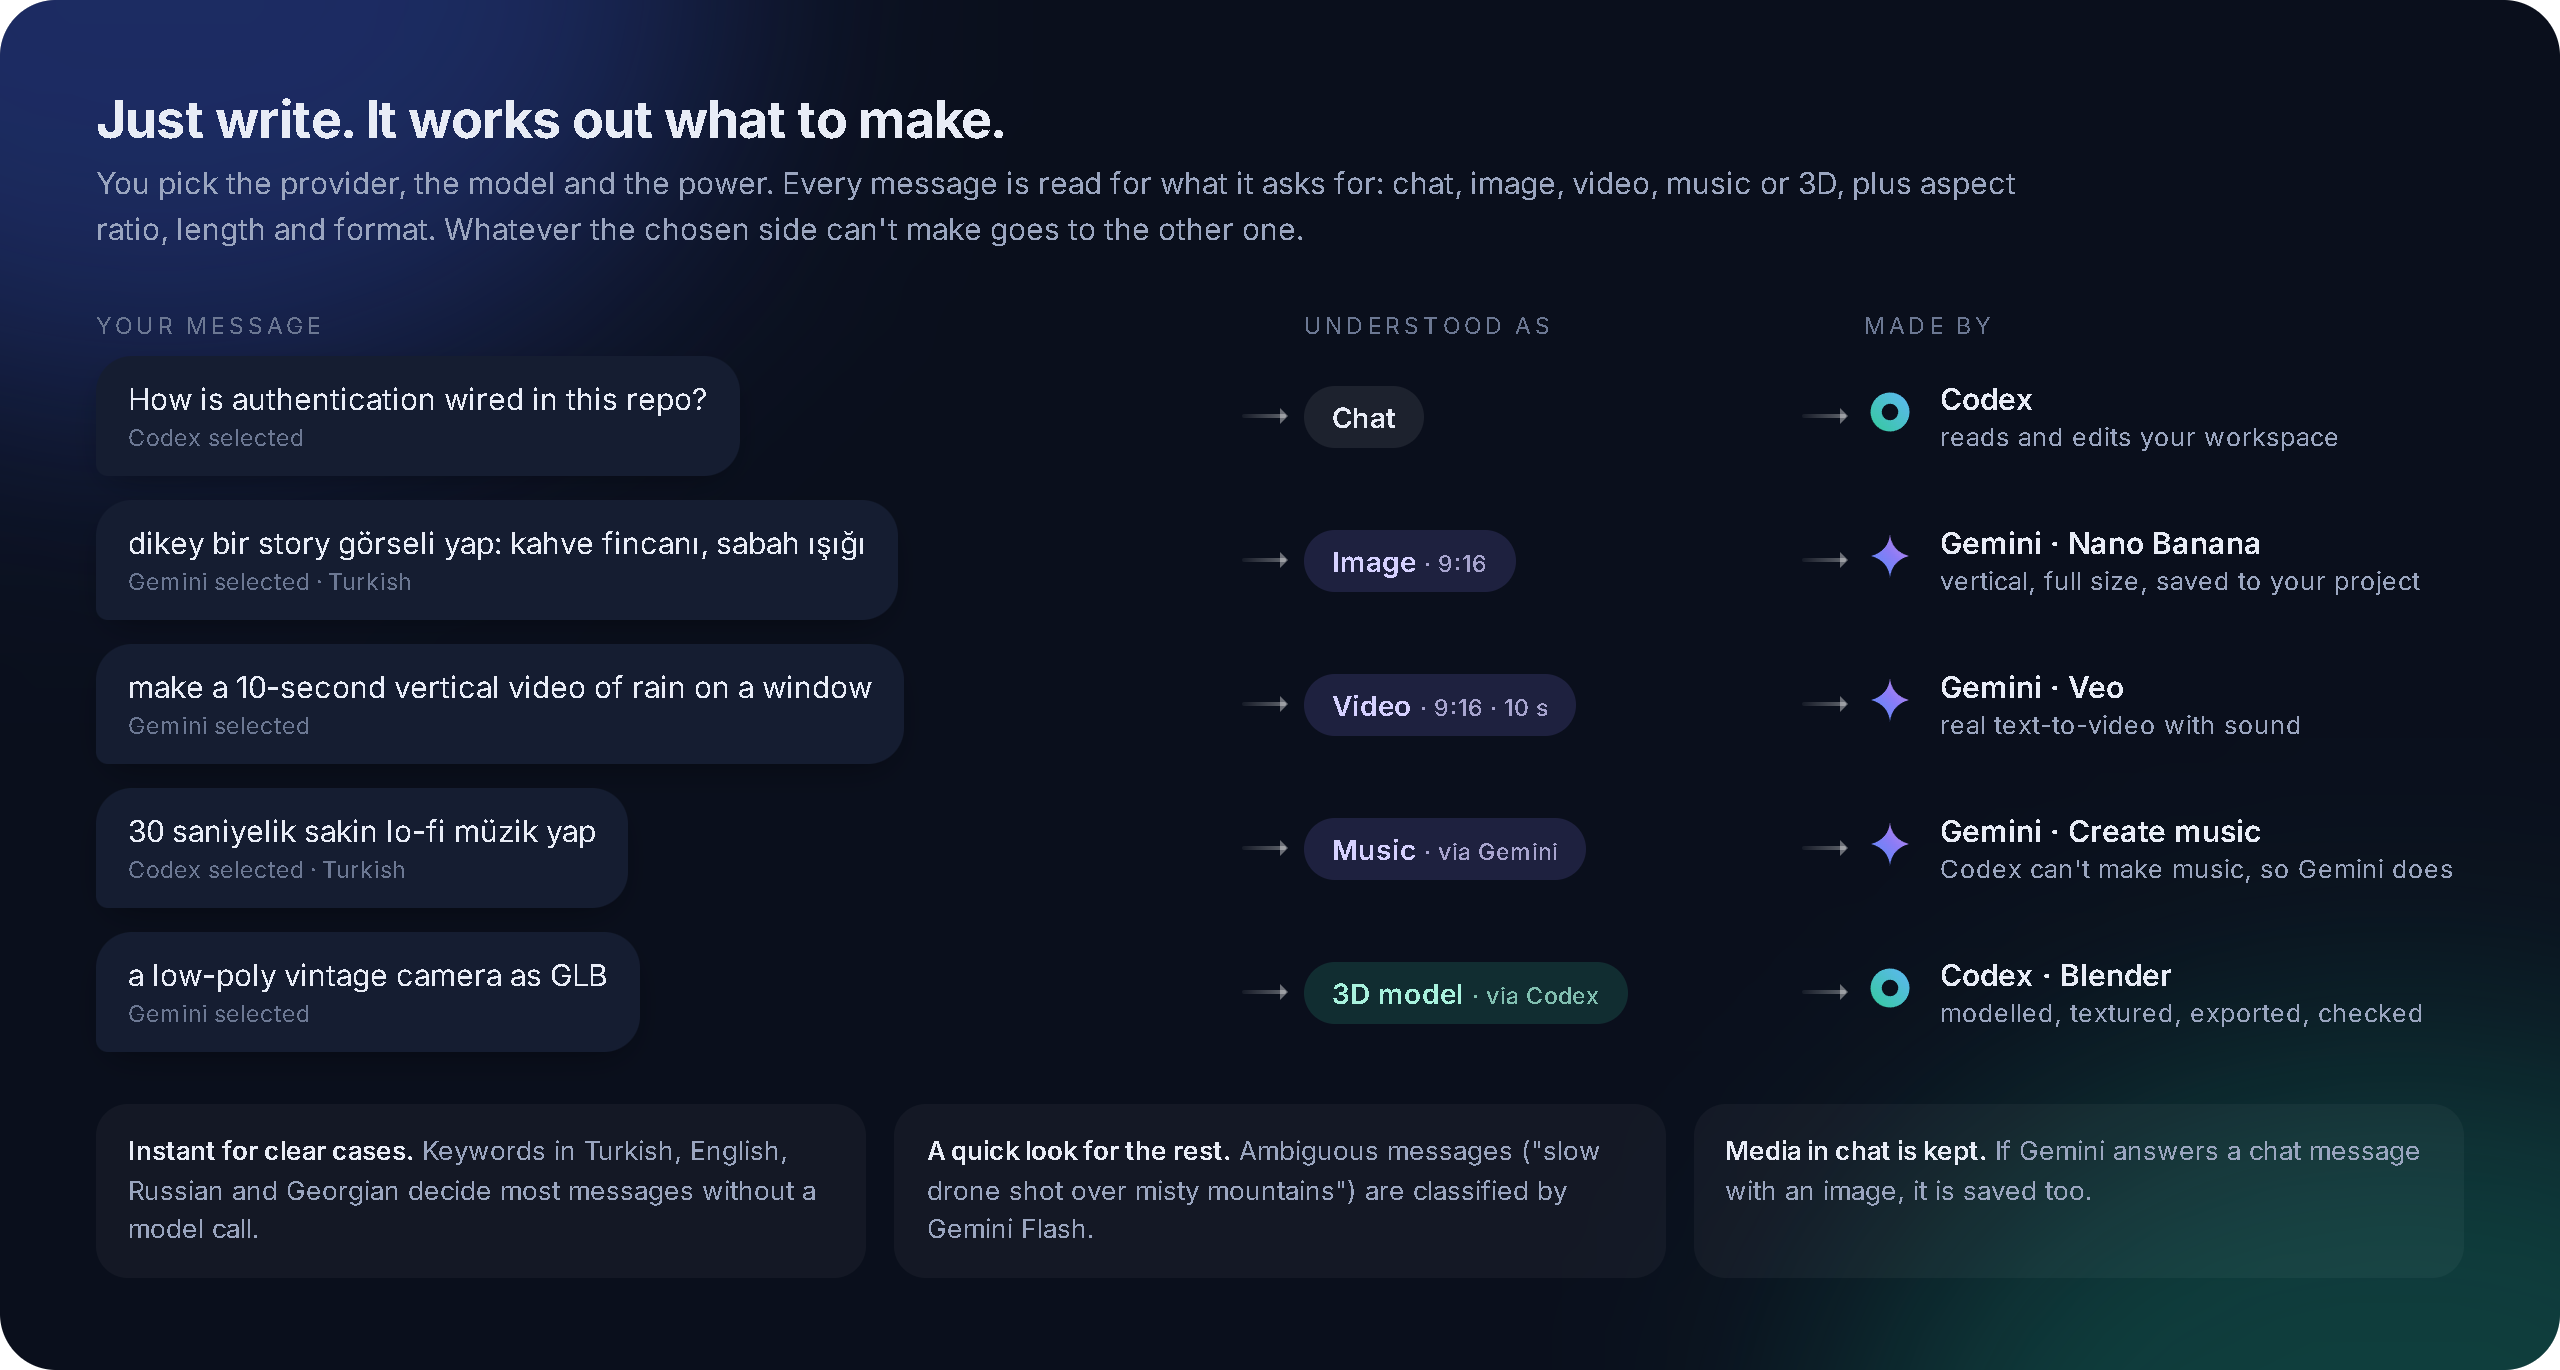 Just write. It works out what to make.
You pick the provider, the model and the power. Every message is read for what it asks for: chat, image, video, music or 3D, plus aspect
ratio, length and format. Whatever the chosen side can't make goes to the other one.
YOUR MESSAGE
UNDERSTOOD AS
MADE BY
How is authentication wired in this repo?
Codex selected
Chat
Codex
reads and edits your workspace
dikey bir story görseli yap: kahve fincanı, sabah ışığı
Gemini selected · Turkish
Image · 9:16
Gemini · Nano Banana
vertical, full size, saved to your project
make a 10-second vertical video of rain on a window
Gemini selected
Video · 9:16 · 10 s
Gemini · Veo
real text-to-video with sound
30 saniyelik sakin lo-fi müzik yap
Codex selected · Turkish
Music · via Gemini
Gemini · Create music
Codex can't make music, so Gemini does
a low-poly vintage camera as GLB
Gemini selected
3D model · via Codex
Codex · Blender
modelled, textured, exported, checked
Instant for clear cases. Keywords in Turkish, English,
Russian and Georgian decide most messages without a
model call.
A quick look for the rest. Ambiguous messages ("slow
drone shot over misty mountains") are classified by
Gemini Flash.
Media in chat is kept. If Gemini answers a chat message
with an image, it is saved too.